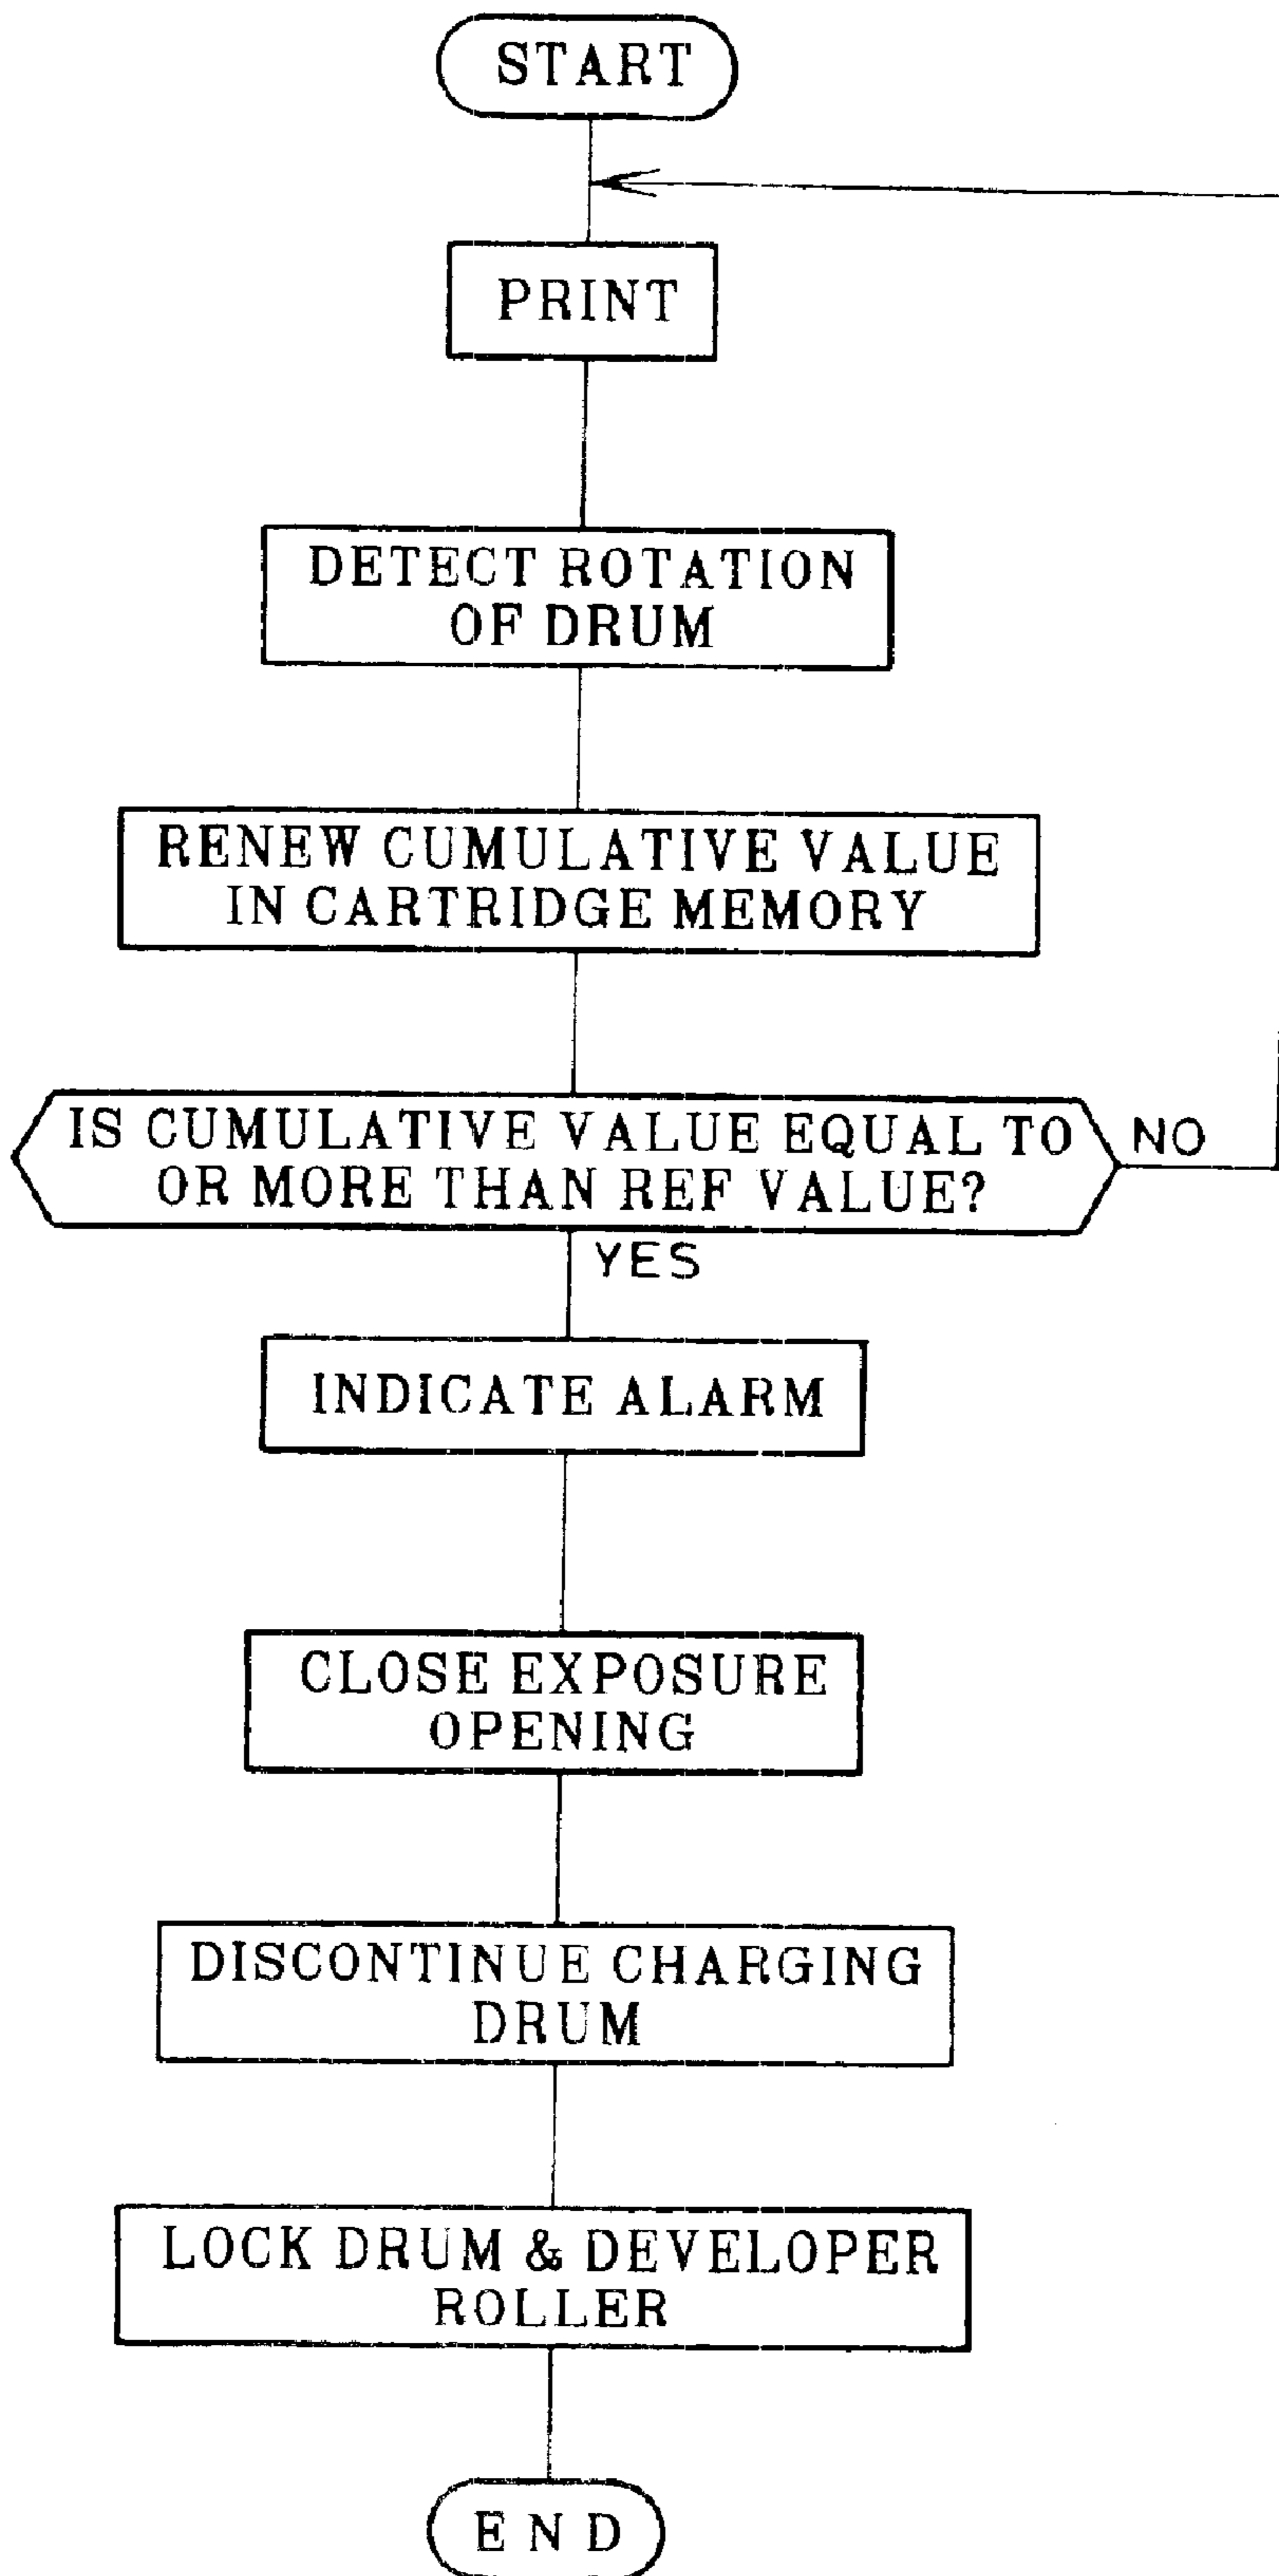 START
PRINT
DETECT ROTATION
OF DRUM
RENEW CUMULATIVE VALUE
IN CARTRIDGE MEMORY
IS CUMULATIVE VALUE EQUAL TO
OR MORE THAN REF VALUE?
NO
YES
INDICATE ALARM
CLOSE EXPOSURE
OPENING
DISCONTINUE CHARGING
DRUM
LOCK DRUM & DEVELOPER
ROLLER
END